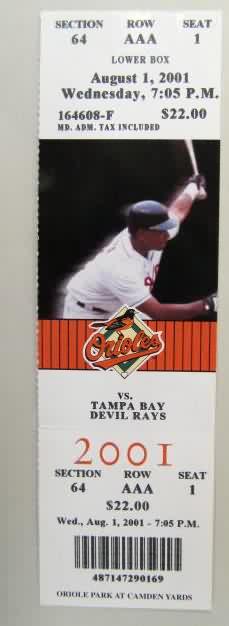 SECTION ROW SEAT
64 AAA 1
LOWER BOX
August 1, 2001
Wednesday, 7:05 P.M.
164608-F $22.00
MD. ADM. TAX INCLUDED
Orioles
VS.
TAMPA BAY
DEVIL RAYS
2001
SECTION ROW SEAT
64 AAA 1
$22.00
Wed., Aug. 1, 2001 - 7:05 P.M.
487147290169
ORIOLE PARK AT CAMDEN YARDS